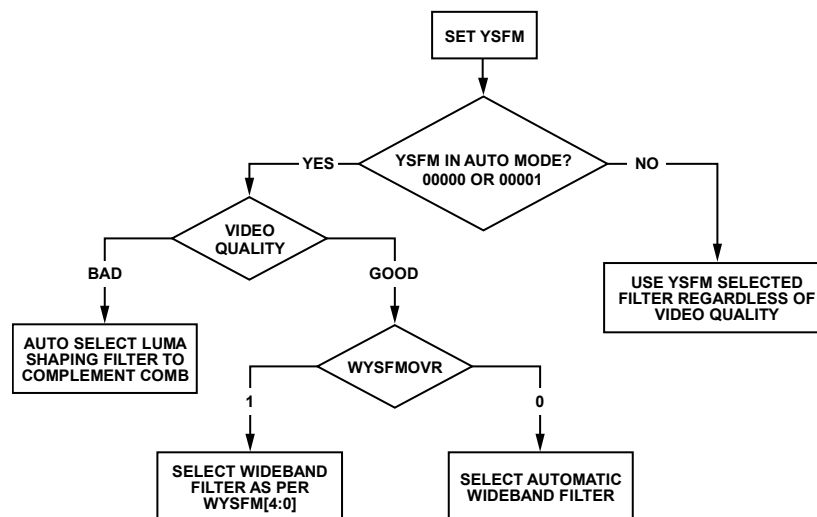 SET YSFM
YSFM IN AUTO MODE?
00000 OR 00001
YES
NO
VIDEO
QUALITY
BAD
GOOD
USE YSFM SELECTED
FILTER REGARDLESS OF
VIDEO QUALITY
AUTO SELECT LUMA
SHAPING FILTER TO
COMPLEMENT COMB
WYSFMOVR
1
0
SELECT WIDEBAND
FILTER AS PER
WYSFM[4:0]
SELECT AUTOMATIC
WIDEBAND FILTER